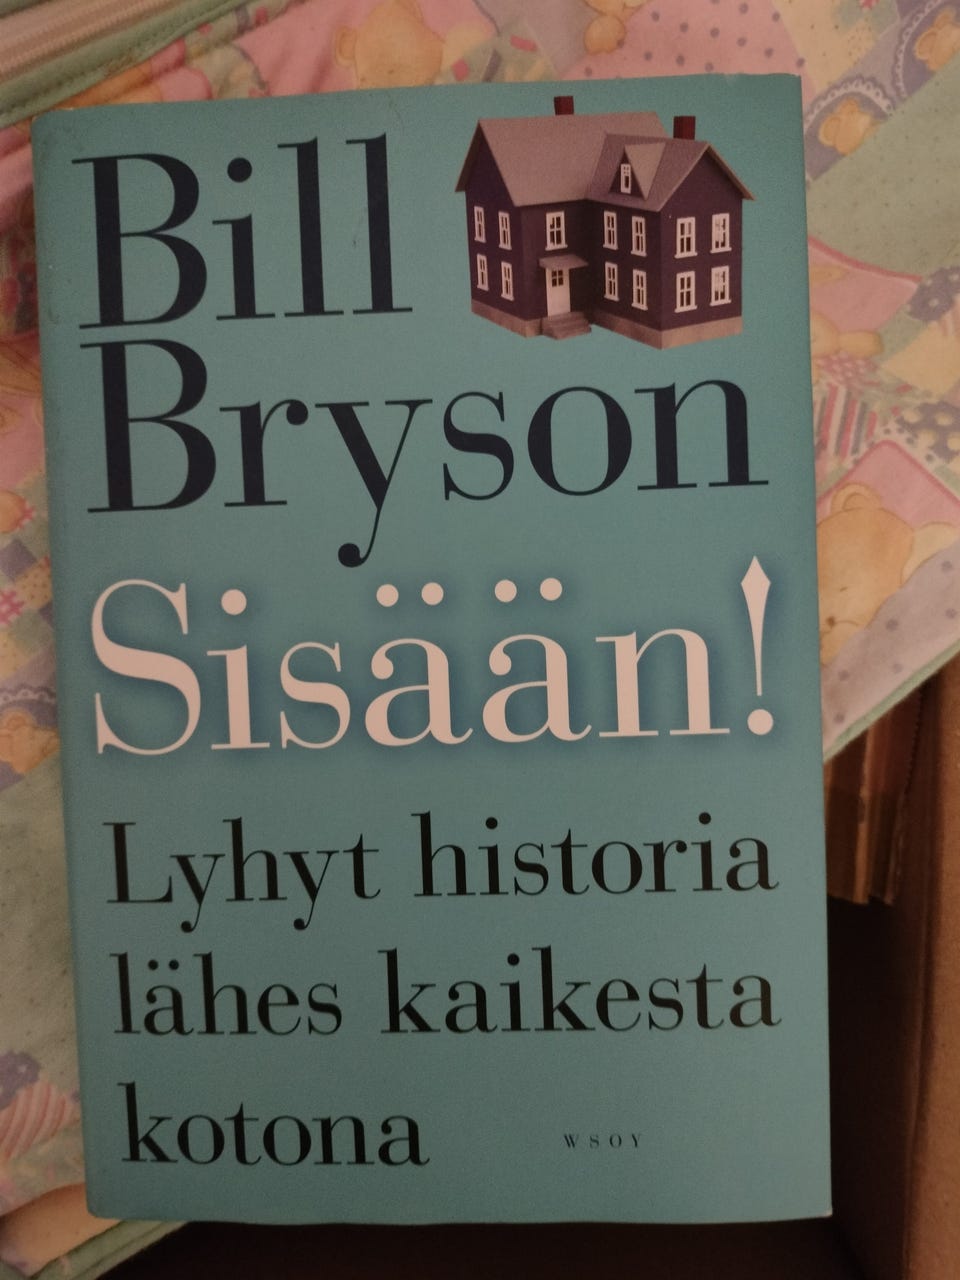 Bill
Bryson
Sisään!
Lyhyt historia
lähes kaikesta
kotona
WSOY